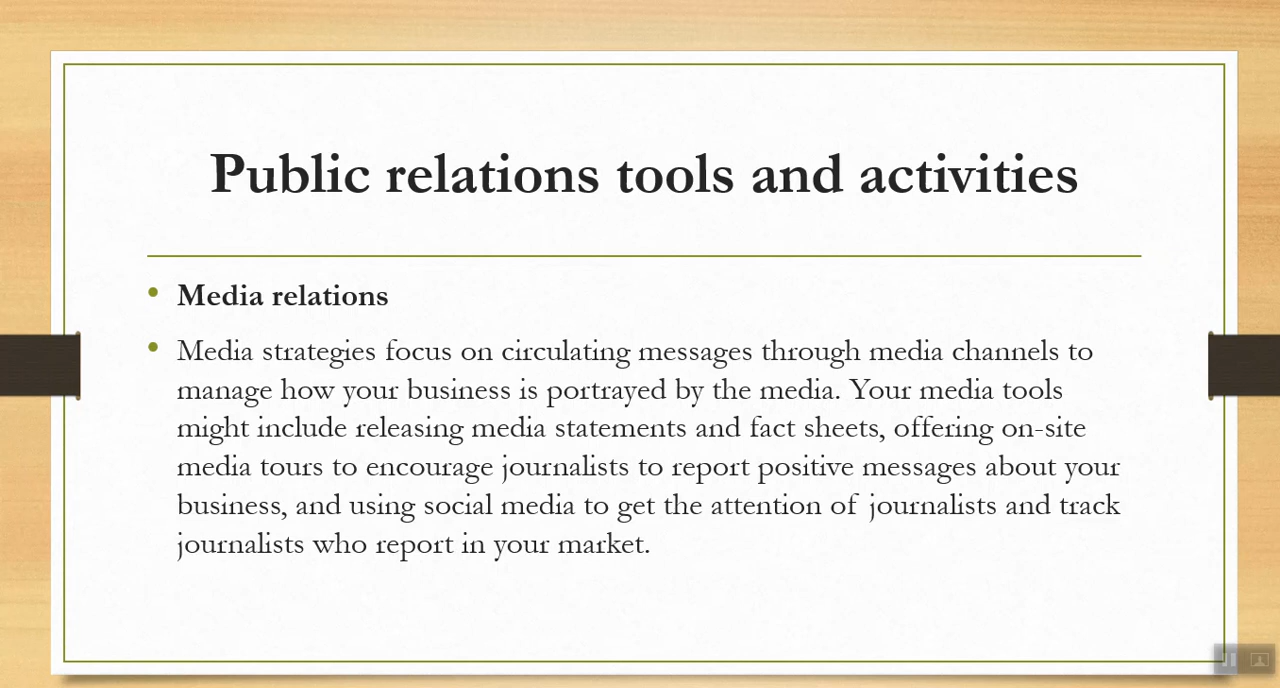 Public relations tools and activities
• Media relations
• Media strategies focus on circulating messages through media channels to
manage how your business is portrayed by the media. Your media tools
might include releasing media statements and fact sheets, offering on-site
media tours to encourage journalists to report positive messages about your
business, and using social media to get the attention of journalists and track
journalists who report in your market.